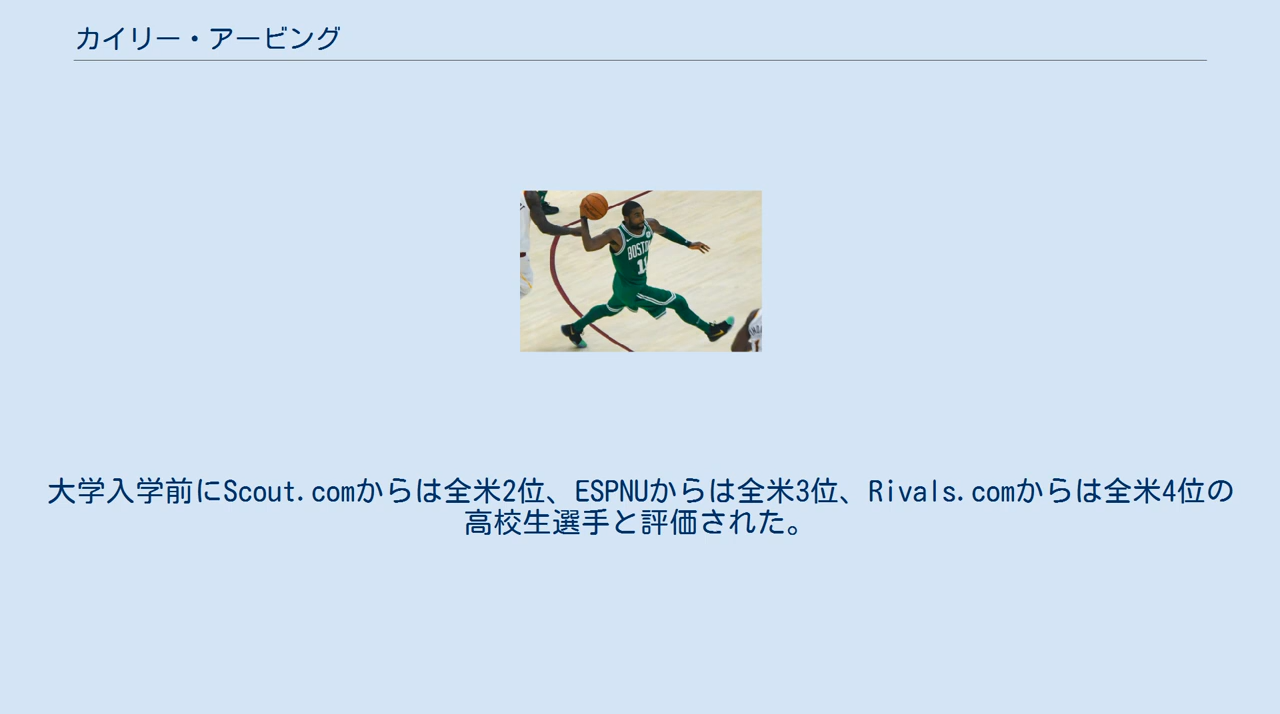 カイリー・アービング
BOSTON
11
大学入学前にScout.comからは全米2位、ESPNUからは全米3位、Rivals.comからは全米4位の
高校生選手と評価された。